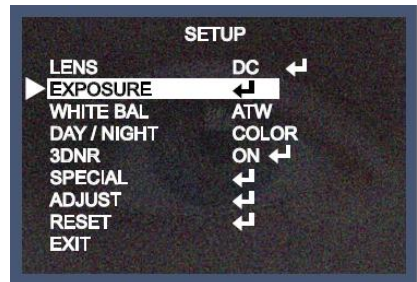 SETUP
LENS DC ↵
EXPOSURE ↵
WHITE BAL ATW
DAY / NIGHT COLOR
3DNR ON ↵
SPECIAL ↵
ADJUST ↵
RESET ↵
EXIT